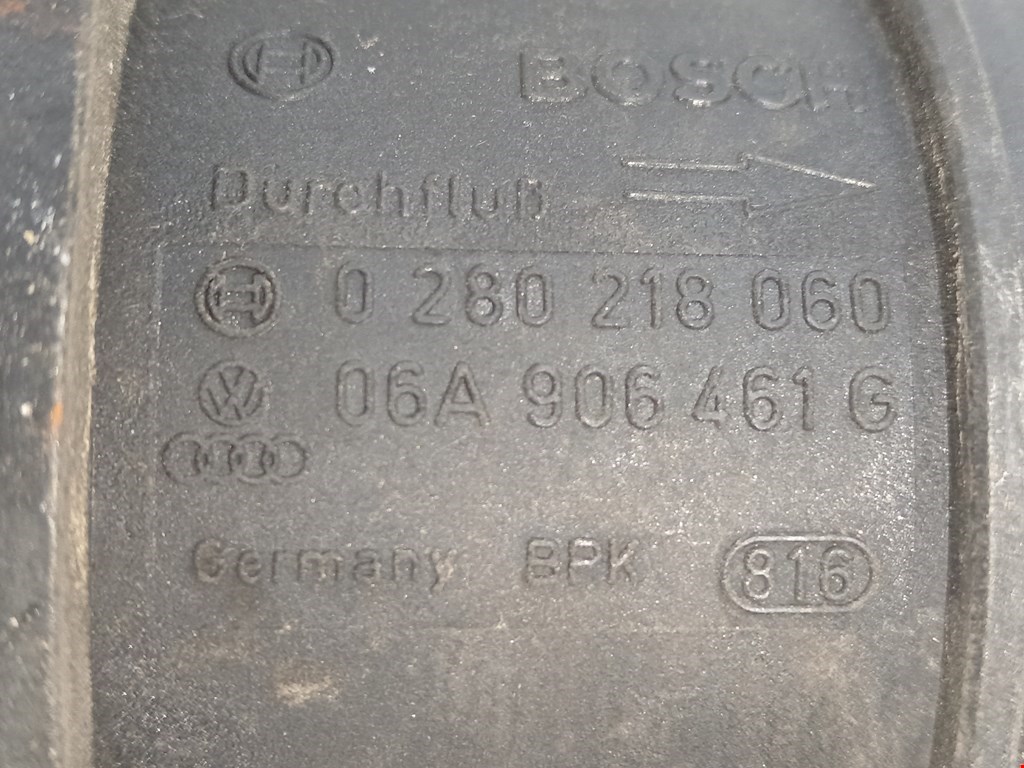 BOSCH
Durchfluß
0 280 218 060
06A 906 461 G
Germany BPK 816